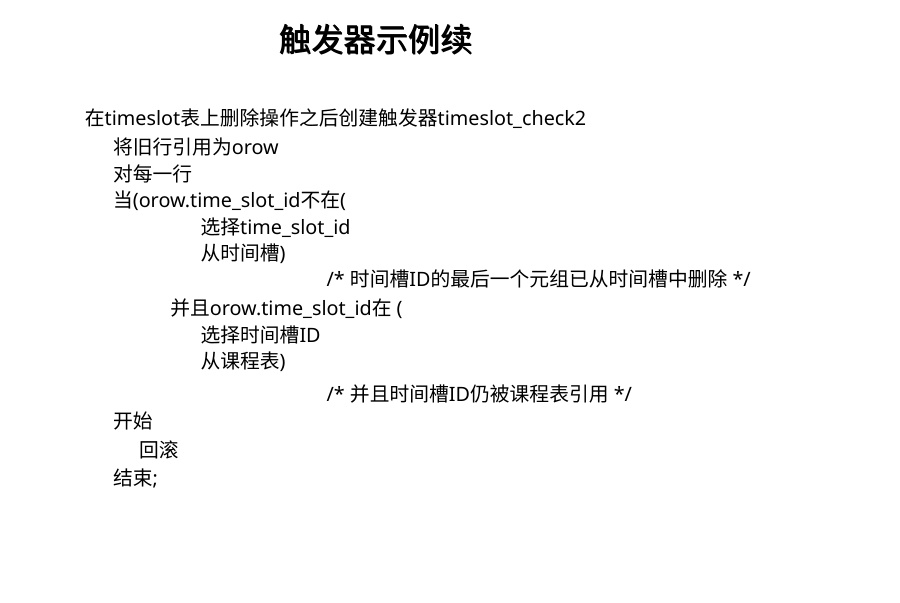 触发器示例续
在timeslot表上删除操作之后创建触发器timeslot_check2
将旧行引用为orow
对每一行
当(orow.time_slot_id不在(
选择time_slot_id
从时间槽)
/* 时间槽ID的最后一个元组已从时间槽中删除 */
并且orow.time_slot_id在 (
选择时间槽ID
从课程表)
/* 并且时间槽ID仍被课程表引用 */
开始
回滚
结束;